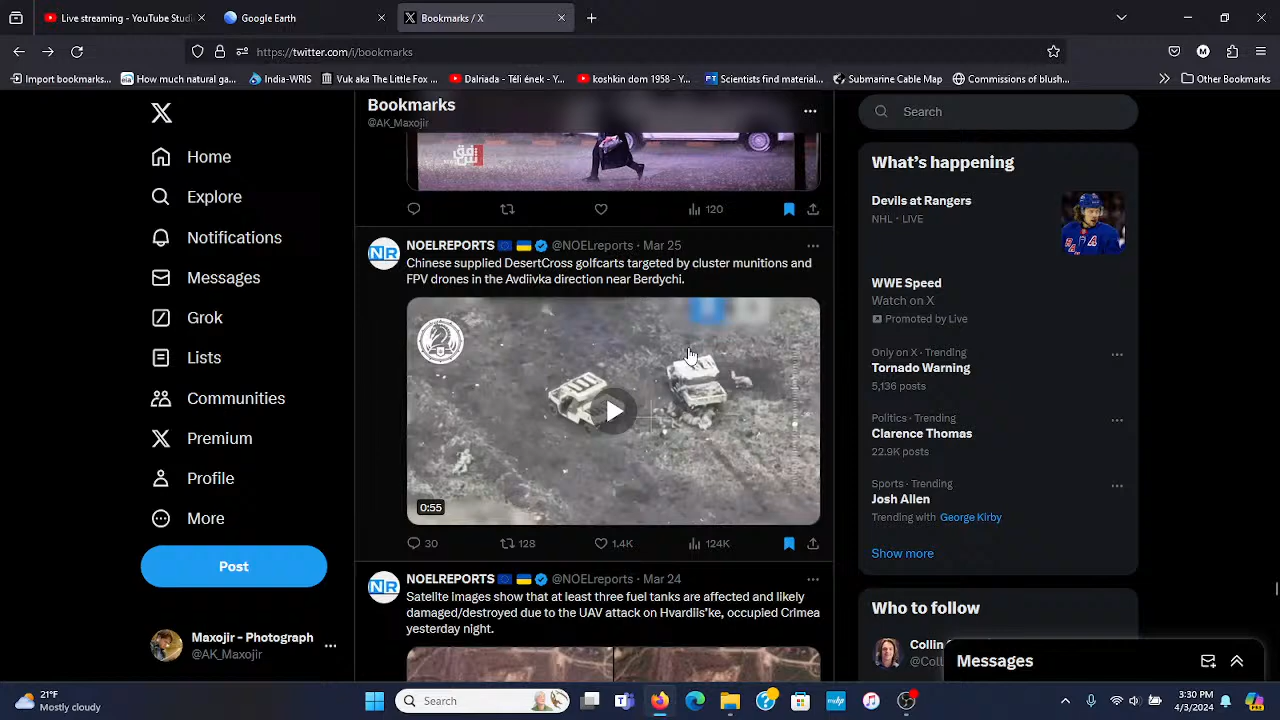 Live streaming - YouTube Studi
Google Earth
Bookmarks / X
https://twitter.com/i/bookmarks
Import bookmarks...
eia
How much natural ga...
India-WRIS
Vuk aka The Little Fox ...
Dalriada - Téli ének - Y...
koshkin dom 1958 - Y...
PT
Scientists find material...
Submarine Cable Map
Commissions of blush...
Other Bookmarks
Bookmarks
@AK_Maxojir
Search
Home
Explore
Notifications
Messages
Grok
Lists
Communities
Premium
Profile
More
Post
Maxojir - Photograph
@AK_Maxojir
شفق
120
NR
NOELREPORTS @NOELreports · Mar 25
Chinese supplied DesertCross golfcarts targeted by cluster munitions and
FPV drones in the Avdiivka direction near Berdychi.
0:55
30
128
1.4K
124K
NR
NOELREPORTS @NOELreports · Mar 24
Satellite images show that at least three fuel tanks are affected and likely
damaged/destroyed due to the UAV attack on Hvardiis'ke, occupied Crimea
yesterday night.
What's happening
Devils at Rangers
NHL · LIVE
WWE Speed
Watch on X
Promoted by Live
Only on X · Trending
Tornado Warning
5,136 posts
Politics · Trending
Clarence Thomas
22.9K posts
Sports · Trending
Josh Allen
Trending with George Kirby
Show more
Who to follow
Collin
@Coll
Messages
21°F
Mostly cloudy
Search
3:30 PM
4/3/2024